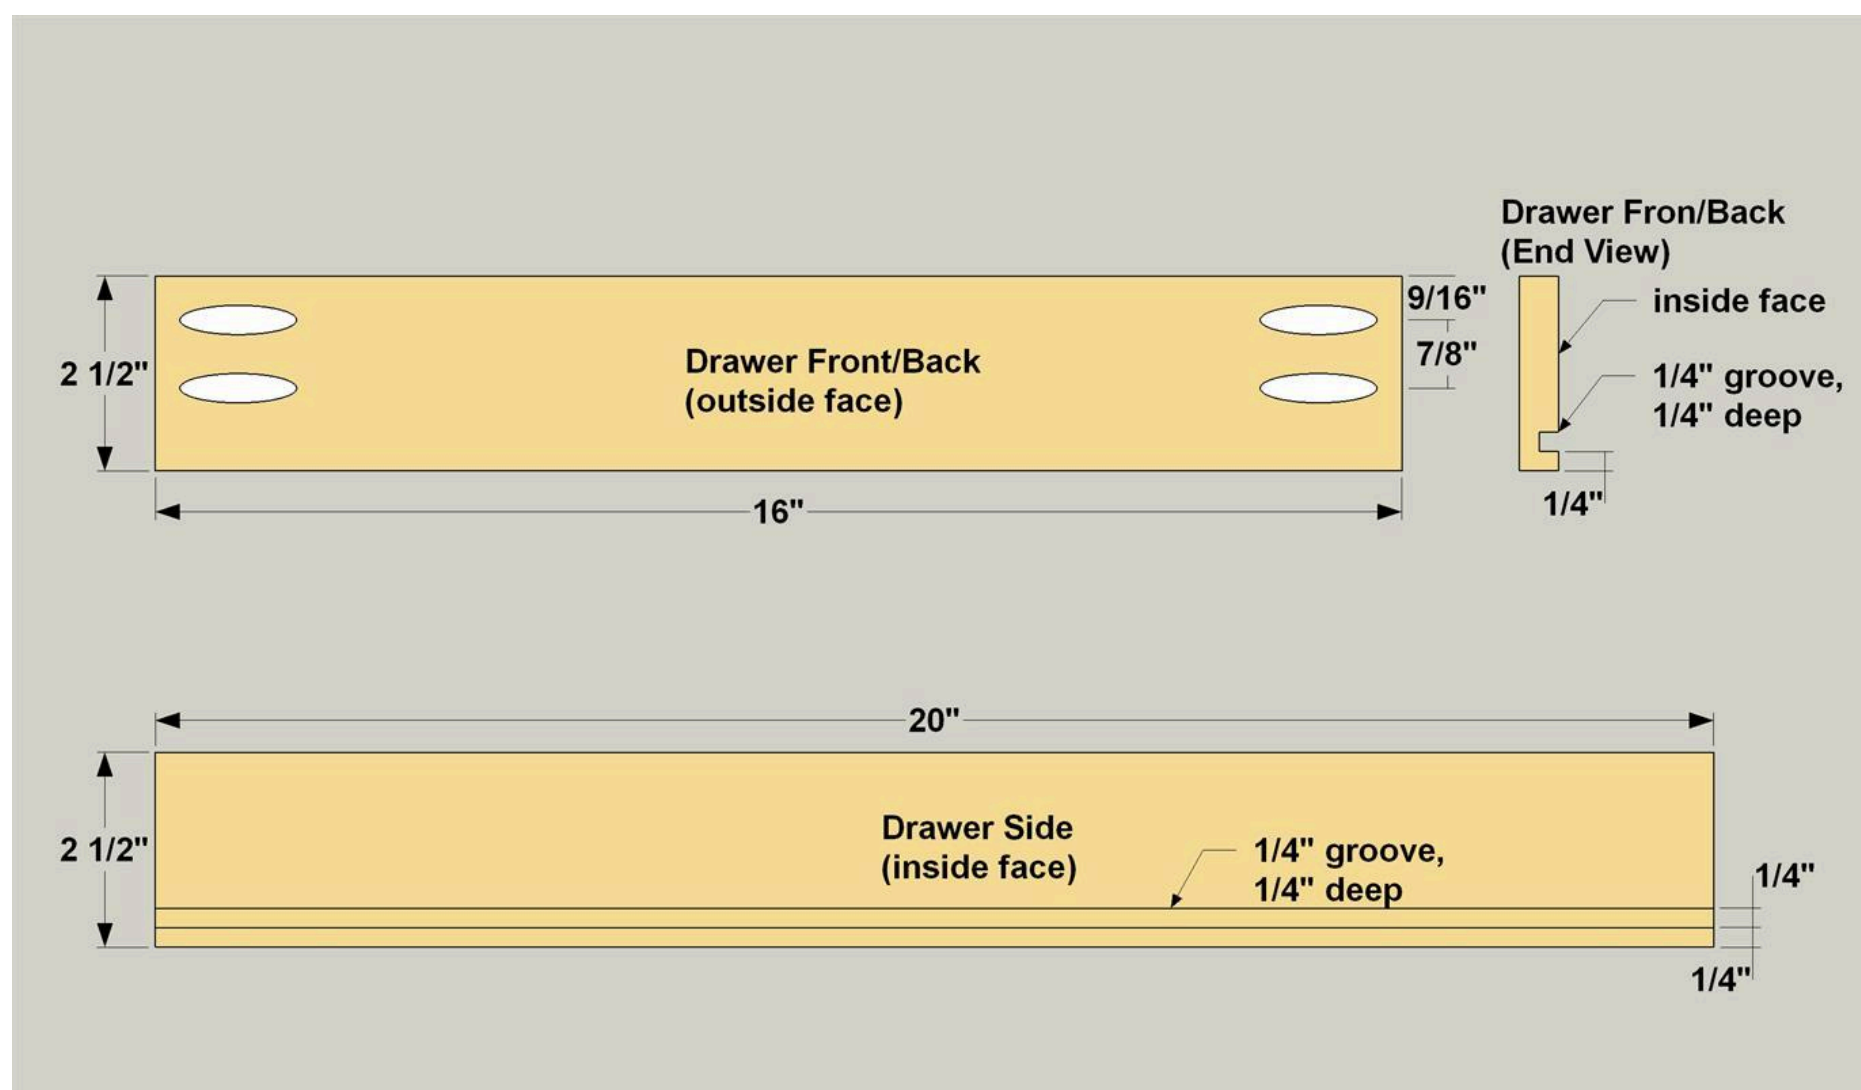 Drawer Fron/Back
(End View)
9/16"
inside face
7/8"
2 1/2"
Drawer Front/Back
(outside face)
1/4" groove,
1/4" deep
1/4"
16"
20"
Drawer Side
(inside face)
2 1/2"
1/4" groove,
1/4" deep
1/4"
1/4"